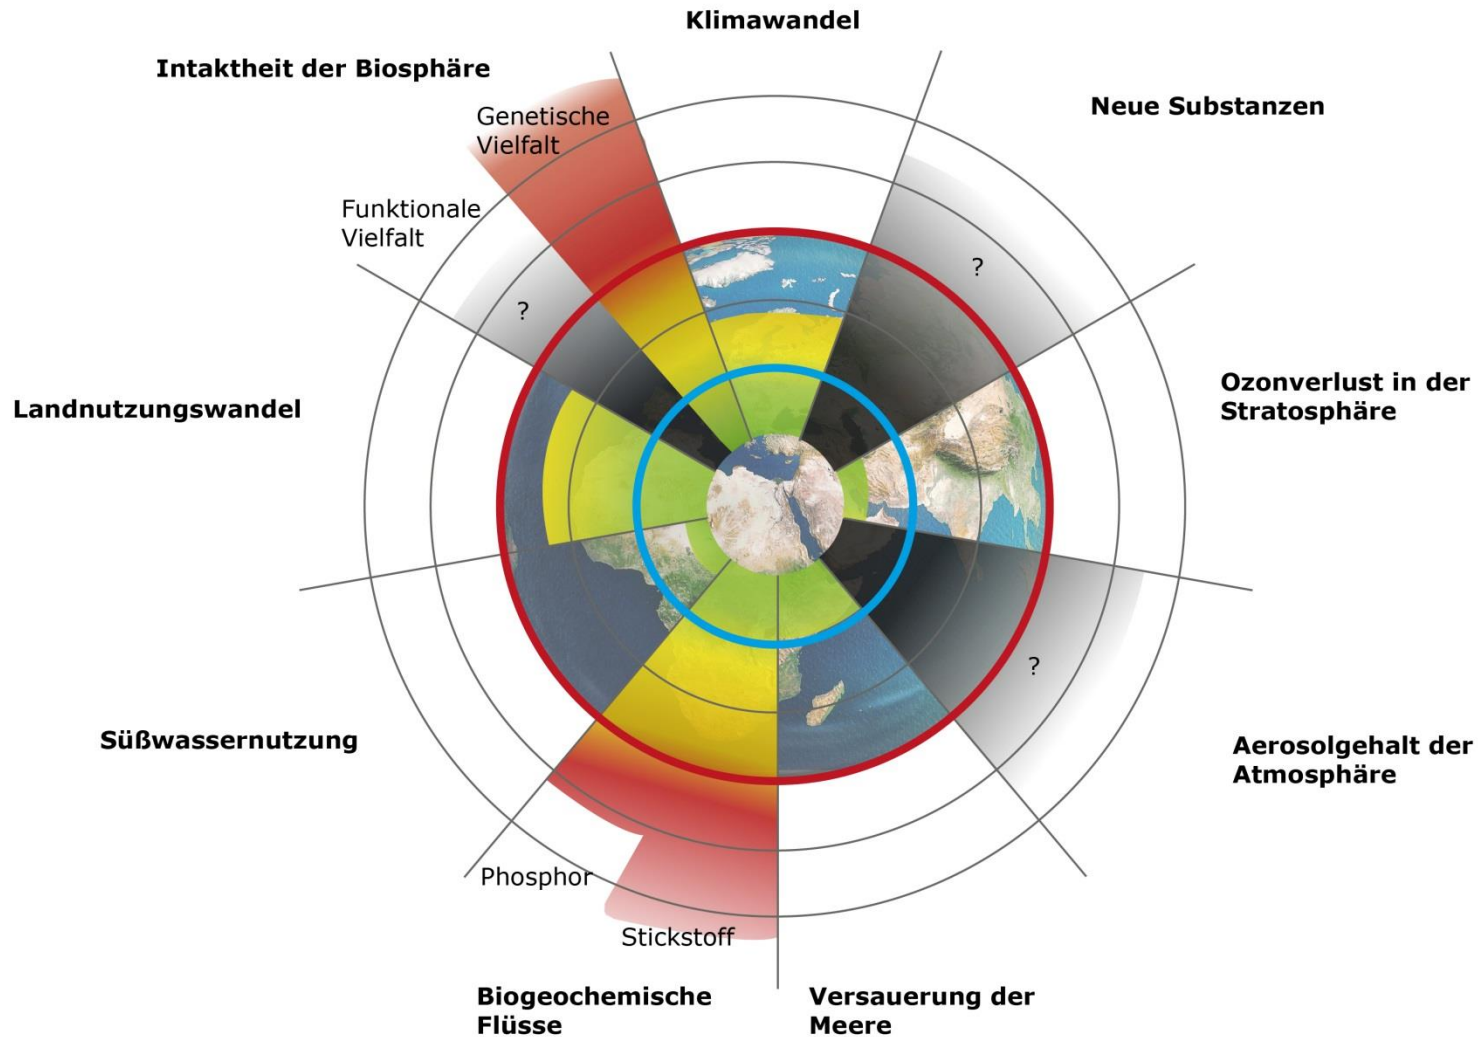 Klimawandel
Intaktheit der Biosphäre
Genetische
Vielfalt
Neue Substanzen
Funktionale
Vielfalt
?
?
Landnutzungswandel
Ozonverlust in der
Stratosphäre
?
Süßwassernutzung
Aerosolgehalt der
Atmosphäre
Phosphor
Stickstoff
Biogeochemische
Flüsse
Versauerung der
Meere